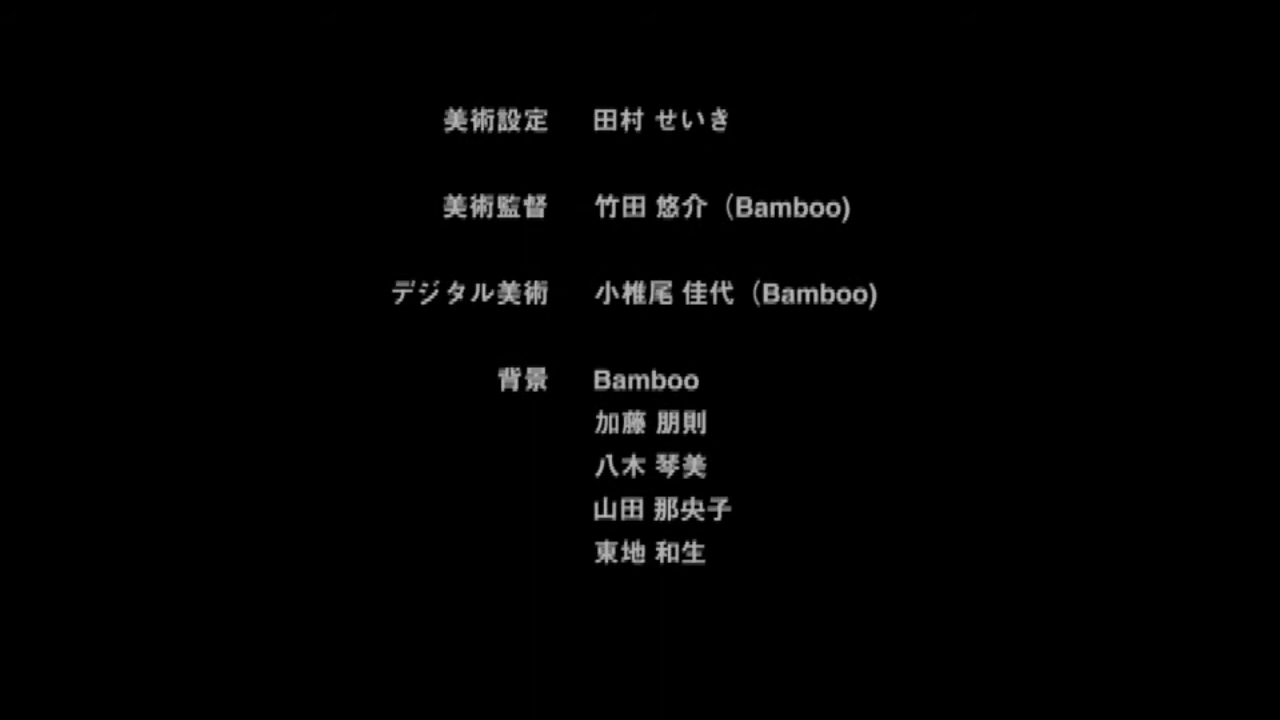 美術設定 田村 せいき
美術監督 竹田 悠介（Bamboo)
デジタル美術 小椎尾 佳代（Bamboo)
背景 Bamboo
加藤 朋則
八木 琴美
山田 那央子
東地 和生